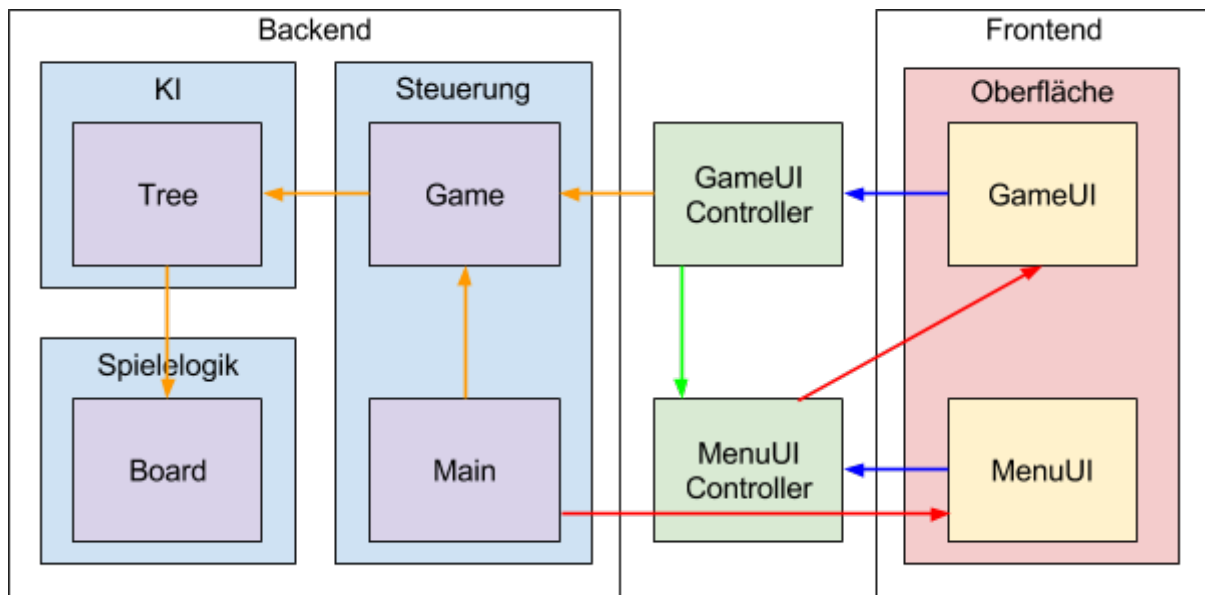 Backend
Frontend
KI
Steuerung
Oberfläche
Tree
Game
GameUI
Controller
GameUI
Spielelogik
Board
Main
MenuUI
Controller
MenuUI